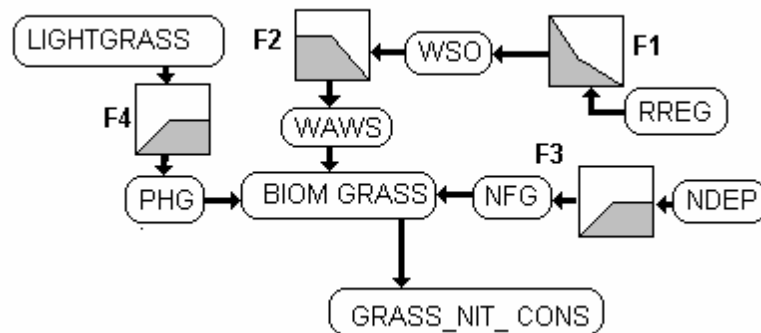 LIGHTGRASS
F2
WSO
F1
F4
WAWS
RREG
F3
PHG
BIOM GRASS
NFG
NDEP
GRASS_NIT_ CONS